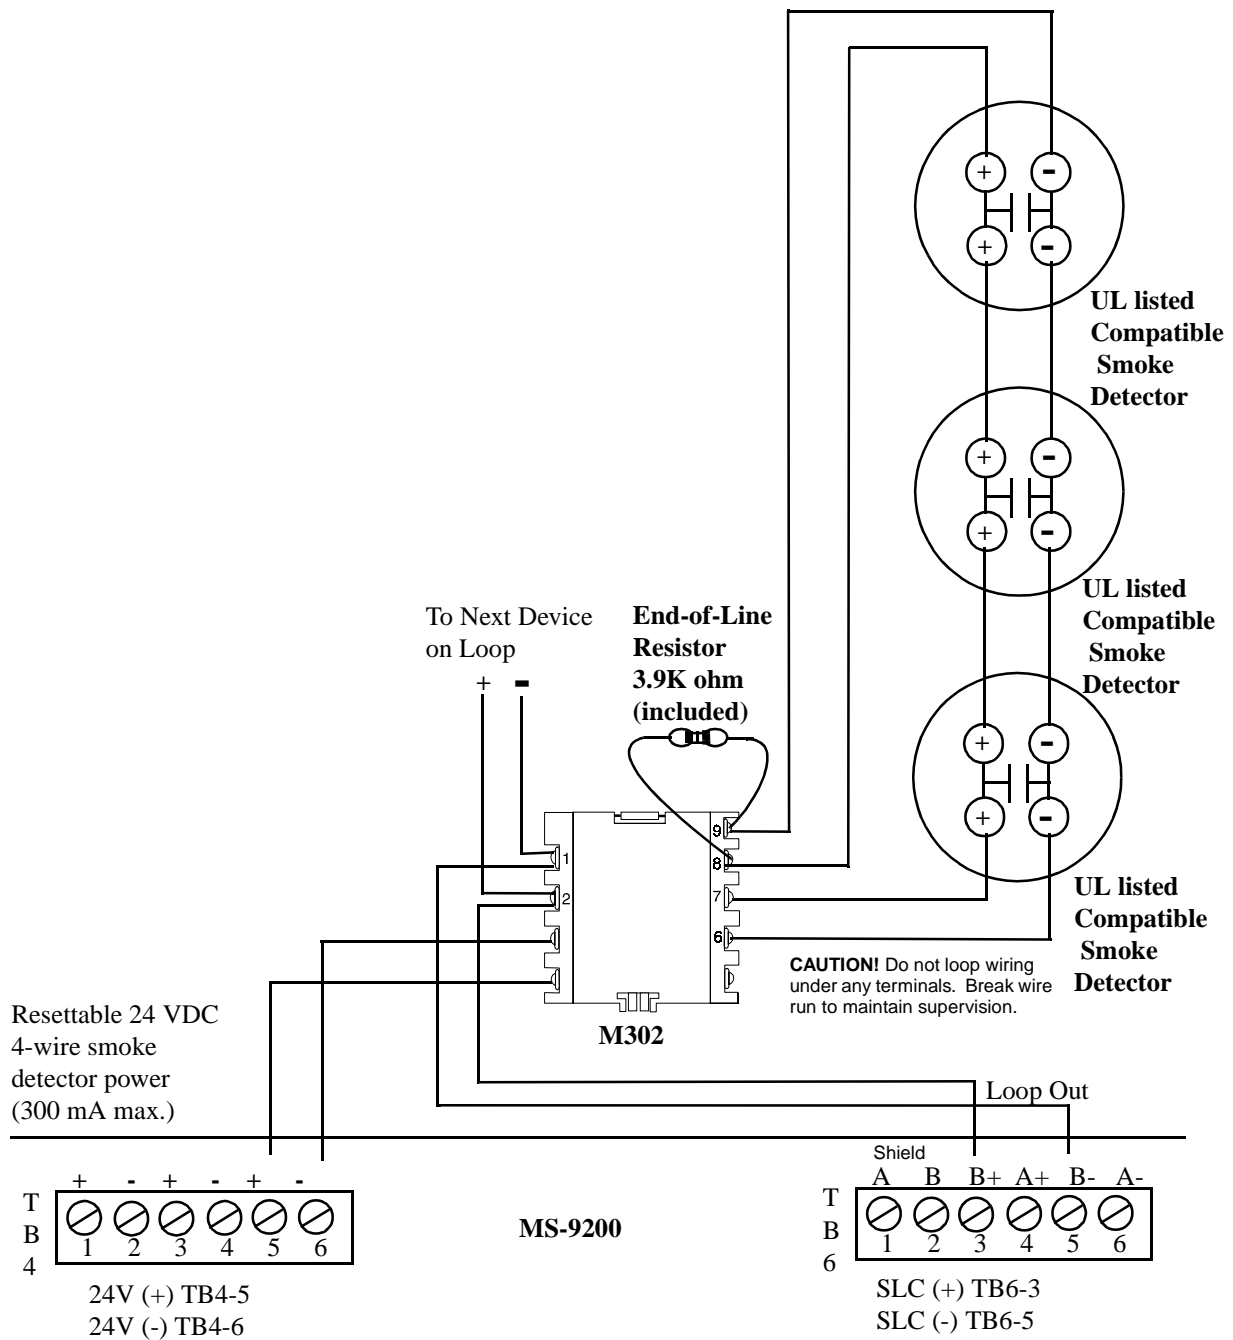 + -
+ -
UL listed
Compatible
Smoke
Detector
+ -
+ -
UL listed
Compatible
Smoke
Detector
To Next Device
on Loop
+ -
End-of-Line
Resistor
3.9K ohm
(included)
+ -
+ -
UL listed
Compatible
Smoke
Detector
1
2
9
8
7
6
CAUTION! Do not loop wiring
under any terminals. Break wire
run to maintain supervision.
M302
Resettable 24 VDC
4-wire smoke
detector power
(300 mA max.)
Loop Out
+ - + - + -
T
B
4
1 2 3 4 5 6
24V (+) TB4-5
24V (-) TB4-6
MS-9200
Shield
A B B+ A+ B- A-
T
B
6
1 2 3 4 5 6
SLC (+) TB6-3
SLC (-) TB6-5